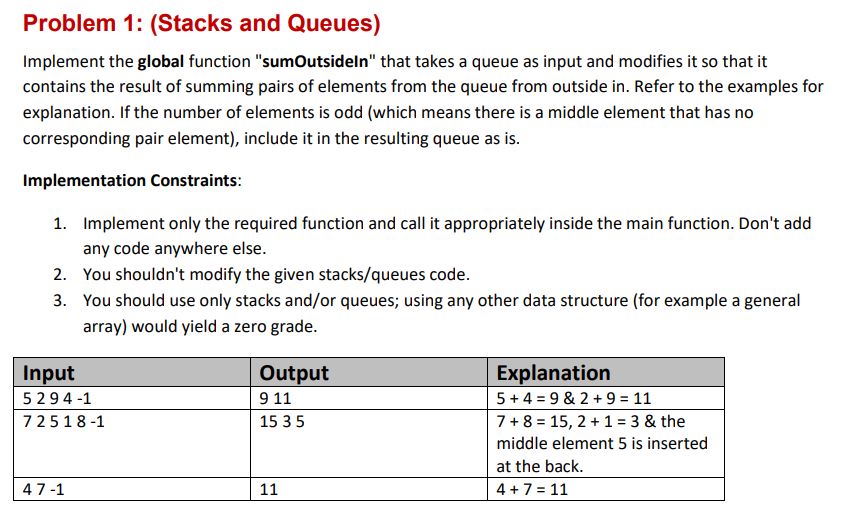 Problem 1: (Stacks and Queues)
Implement the global function "sumOutsideIn" that takes a queue as input and modifies it so that it
contains the result of summing pairs of elements from the queue from outside in. Refer to the examples for
explanation. If the number of elements is odd (which means there is a middle element that has no
corresponding pair element), include it in the resulting queue as is.
Implementation Constraints:
1. Implement only the required function and call it appropriately inside the main function. Don't add
any code anywhere else.
2. You shouldn't modify the given stacks/queues code.
3. You should use only stacks and/or queues; using any other data structure (for example a general
array) would yield a zero grade.
Input Output Explanation
5 2 9 4 -1 9 11 5 + 4 = 9 & 2 + 9 = 11
7 2 5 1 8 -1 15 3 5 7 + 8 = 15, 2 + 1 = 3 & the
middle element 5 is inserted
at the back.
4 7 -1 11 4 + 7 = 11